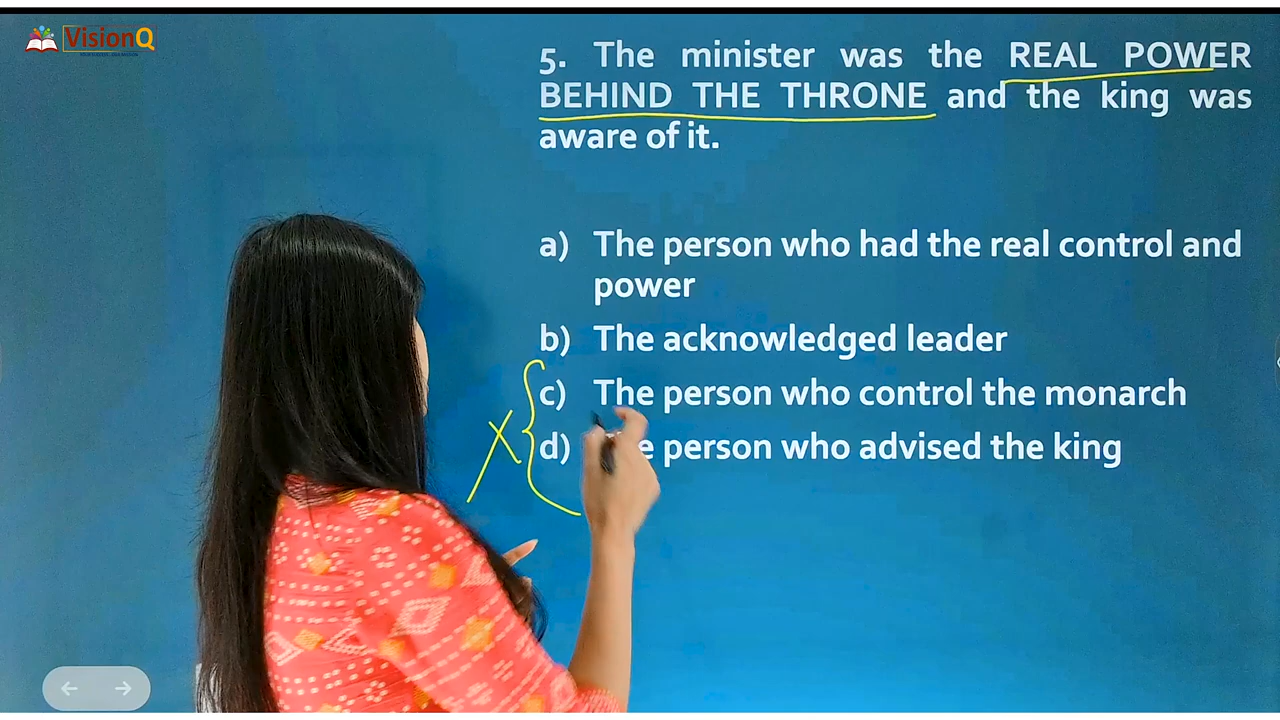 VisionQ
5. The minister was the REAL POWER
BEHIND THE THRONE and the king was
aware of it.
a) The person who had the real control and
power
b) The acknowledged leader
c) The person who control the monarch
d) e person who advised the king